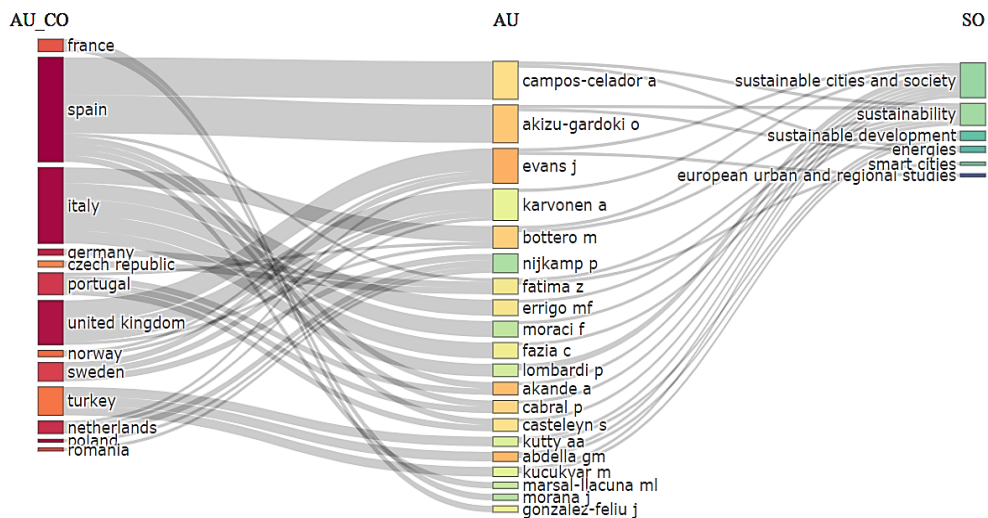 AU_CO
AU
SO
france
spain
italy
germany
czech republic
portugal
united kingdom
norway
sweden
turkey
netherlands
poland
romania
campos-celador a
akizu-gardoki o
evans j
karvonen a
bottero m
nijkamp p
fatima z
errigo mf
moraci f
fazia c
lombardi p
akande a
cabral p
casteleyn s
kutty aa
abdella gm
kucukvar m
marsal-llacuna ml
morana j
gonzalez-feliu j
sustainable cities and society
sustainability
sustainable development
energies
smart cities
european urban and regional studies